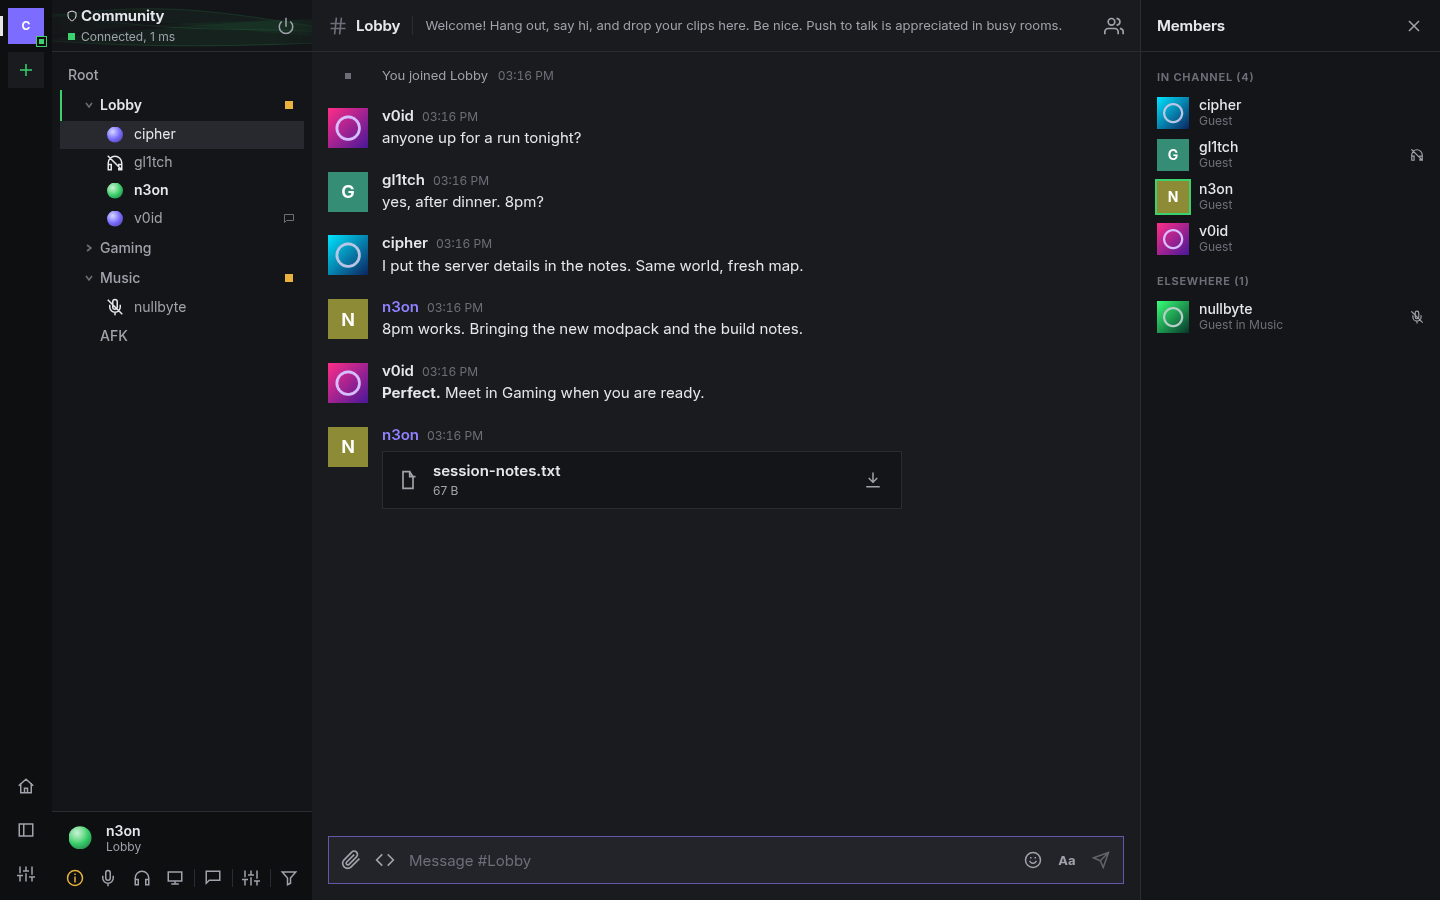 C
Community
Connected, 1 ms
Root
Lobby
cipher
gl1tch
n3on
v0id
Gaming
Music
nullbyte
AFK
n3on
Lobby
Lobby
Welcome! Hang out, say hi, and drop your clips here. Be nice. Push to talk is appreciated in busy rooms.
You joined Lobby 03:16 PM
v0id 03:16 PM
anyone up for a run tonight?
G
gl1tch 03:16 PM
yes, after dinner. 8pm?
cipher 03:16 PM
I put the server details in the notes. Same world, fresh map.
N
n3on 03:16 PM
8pm works. Bringing the new modpack and the build notes.
v0id 03:16 PM
Perfect. Meet in Gaming when you are ready.
N
n3on 03:16 PM
session-notes.txt
67 B
Message #Lobby
Aa
Members
IN CHANNEL (4)
cipher
Guest
G
gl1tch
Guest
N
n3on
Guest
v0id
Guest
ELSEWHERE (1)
nullbyte
Guest in Music